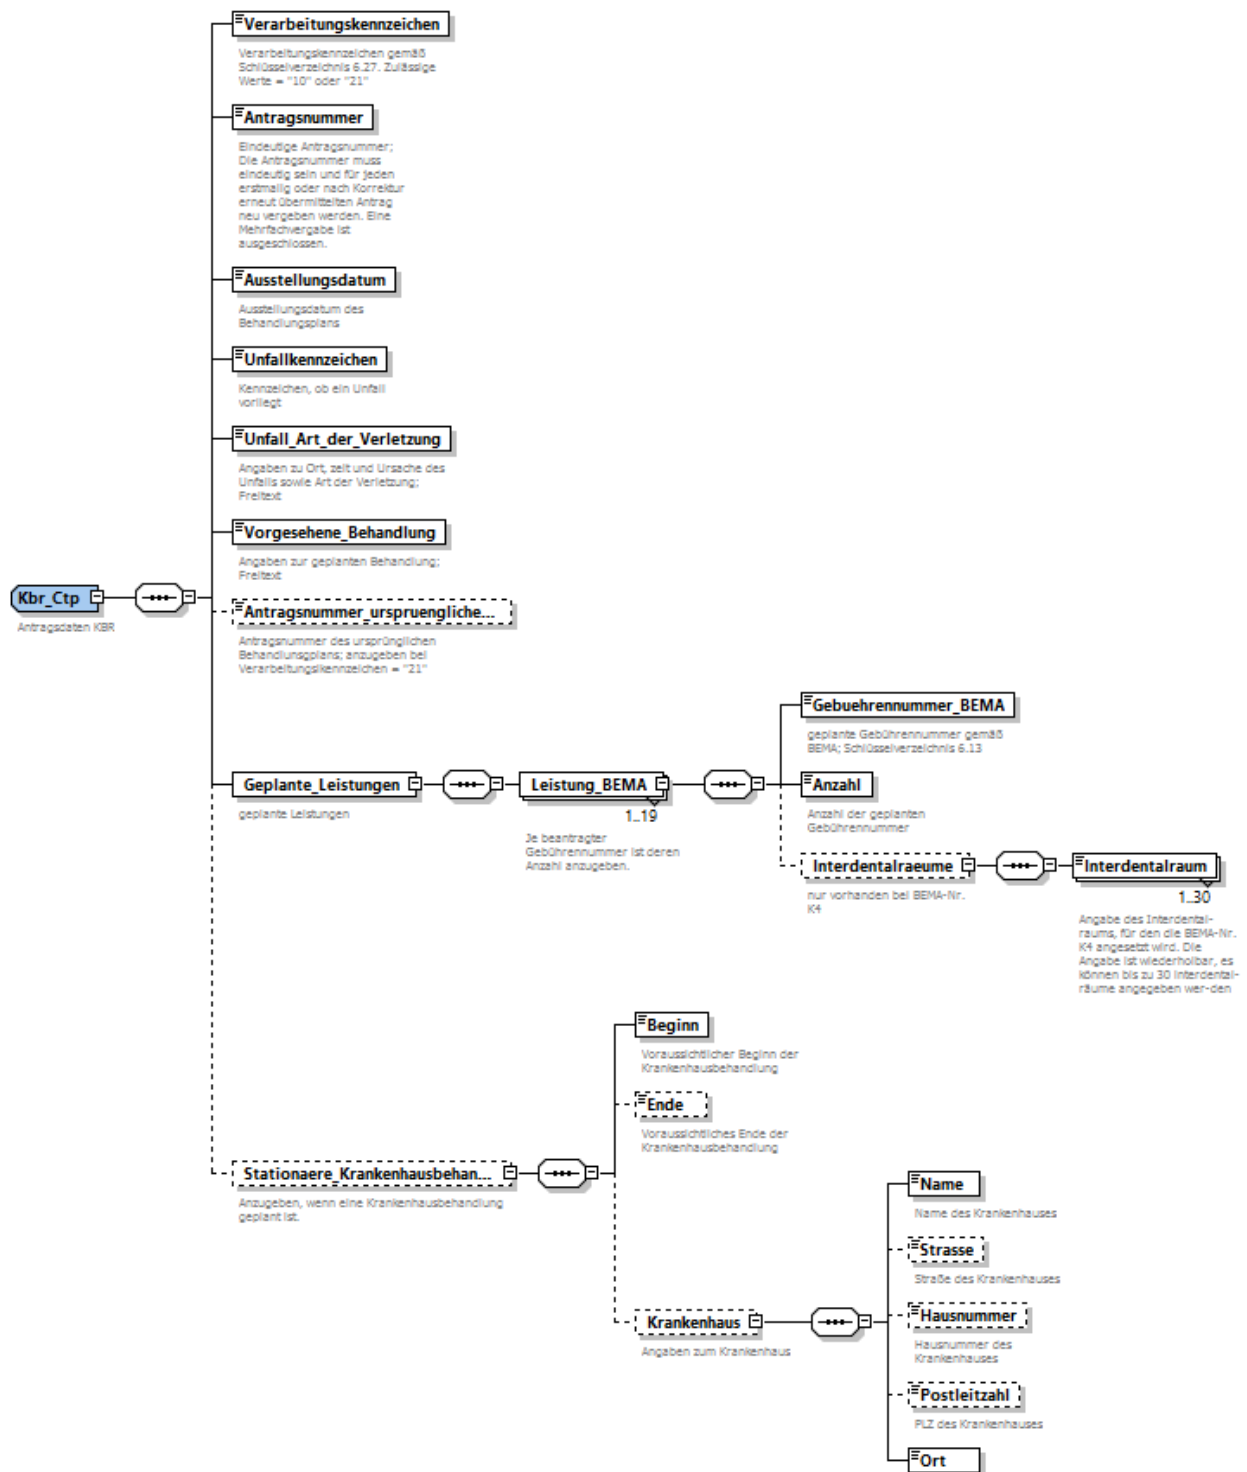 Verarbeitungskennzeichen
Verarbeitungskennzeichen gemäß
Schlüsselverzeichnis 6.27. Zulässige
Werte = "10" oder "21"
Antragsnummer
Eindeutige Antragsnummer;
Die Antragsnummer muss
eindeutig sein und für jeden
erstmalig oder nach Korrektur
erneut übermittelten Antrag
neu vergeben werden. Eine
Mehrfachvergabe ist
ausgeschlossen.
Ausstellungsdatum
Ausstellungsdatum des
Behandlungsplans
Unfallkennzeichen
Kennzeichen, ob ein Unfall
vorliegt
Unfall_Art_der_Verletzung
Angaben zu Ort, zeit und Ursache des
Unfalls sowie Art der Verletzung;
Freitext
Vorgesehene_Behandlung
Angaben zur geplanten Behandlung;
Freitext
Kbr_Ctp
Antragsdaten KBR
Antragsnummer_urspruengliche...
Antragsnummer des ursprünglichen
Behandlunsgplans; anzugeben bei
Verarbeitungslkennzeichen = "21"
Geplante_Leistungen
geplante Leistungen
Leistung_BEMA
1..19
Je beantragter
Gebührennummer ist deren
Anzahl anzugeben.
Gebuehrennummer_BEMA
geplante Gebührennummer gemäß
BEMA; Schlüsselverzeichnis 6.13
Anzahl
Anzahl der geplanten
Gebührennummer
Interdentalraeume
nur vorhanden bei BEMA-Nr.
K4
Interdentalraum
1..30
Angabe des Interdental-
raums, für den die BEMA-Nr.
K4 angesetzt wird. Die
Angabe ist wiederholbar, es
können bis zu 30 Interdental-
räume angegeben wer-den
Stationaere_Krankenhausbehan...
Anzugeben, wenn eine Krankenhausbehandlung
geplant ist.
Beginn
Voraussichtlicher Beginn der
Krankenhausbehandlung
Ende
Voraussichtliches Ende der
Krankenhausbehandlung
Krankenhaus
Angaben zum Krankenhaus
Name
Name des Krankenhauses
Strasse
Straße des Krankenhauses
Hausnummer
Hausnummer des
Krankenhauses
Postleitzahl
PLZ des Krankenhauses
Ort